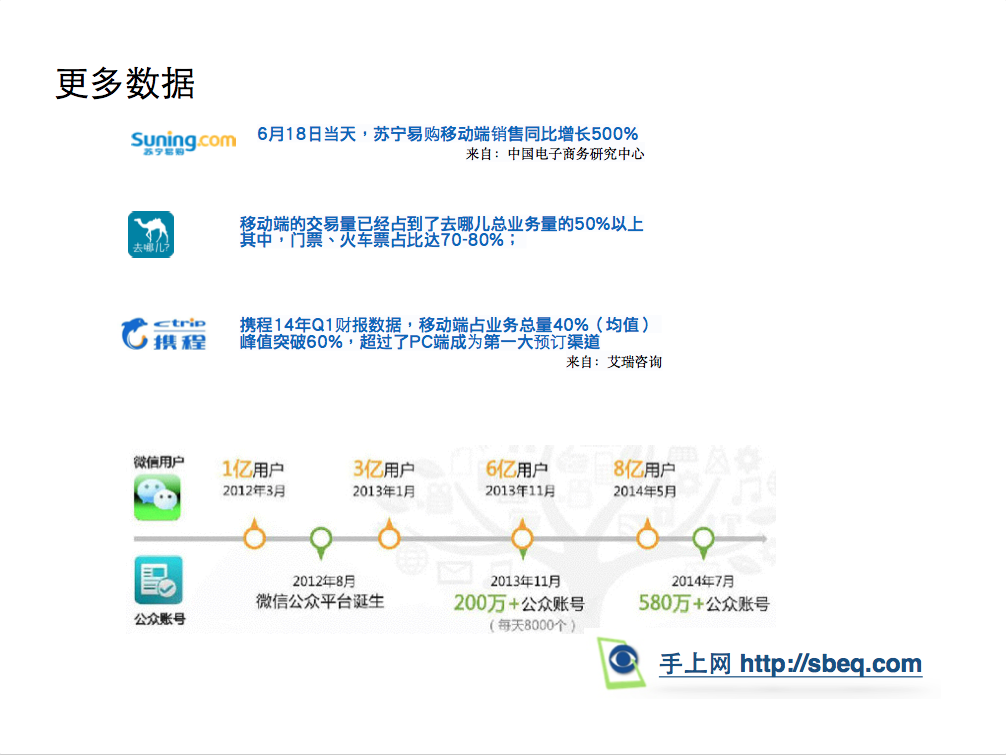 更多数据
Suning.com
苏宁易购
6月18日当天，苏宁易购移动端销售同比增长500%
来自：中国电子商务研究中心
去哪儿?
移动端的交易量已经占到了去哪儿总业务量的50%以上
其中，门票、火车票占比达70-80%；
ctrip
携程
携程14年Q1财报数据，移动端占业务总量40%（均值）
峰值突破60%，超过了PC端成为第一大预订渠道
来自：艾瑞咨询
微信用户
1亿用户
2012年3月
3亿用户
2013年1月
6亿用户
2013年11月
8亿用户
2014年5月
公众账号
2012年8月
微信公众平台诞生
2013年11月
200万+公众账号
（每天8000个）
2014年7月
580万+公众账号
手上网 http://sbeq.com